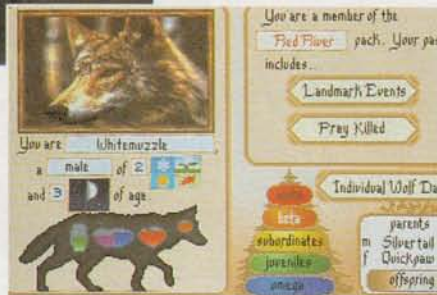 You are a member of the
Red River pack. Your pa
includes..
Landmark Events
Prey Killed
You are Whitemuzzle
a male of 2
and 3 of age
Individual Wolf Da
alpha
beta
subordinates
juveniles
omega
parents
m Silvertail
f Quickpaw
offspring